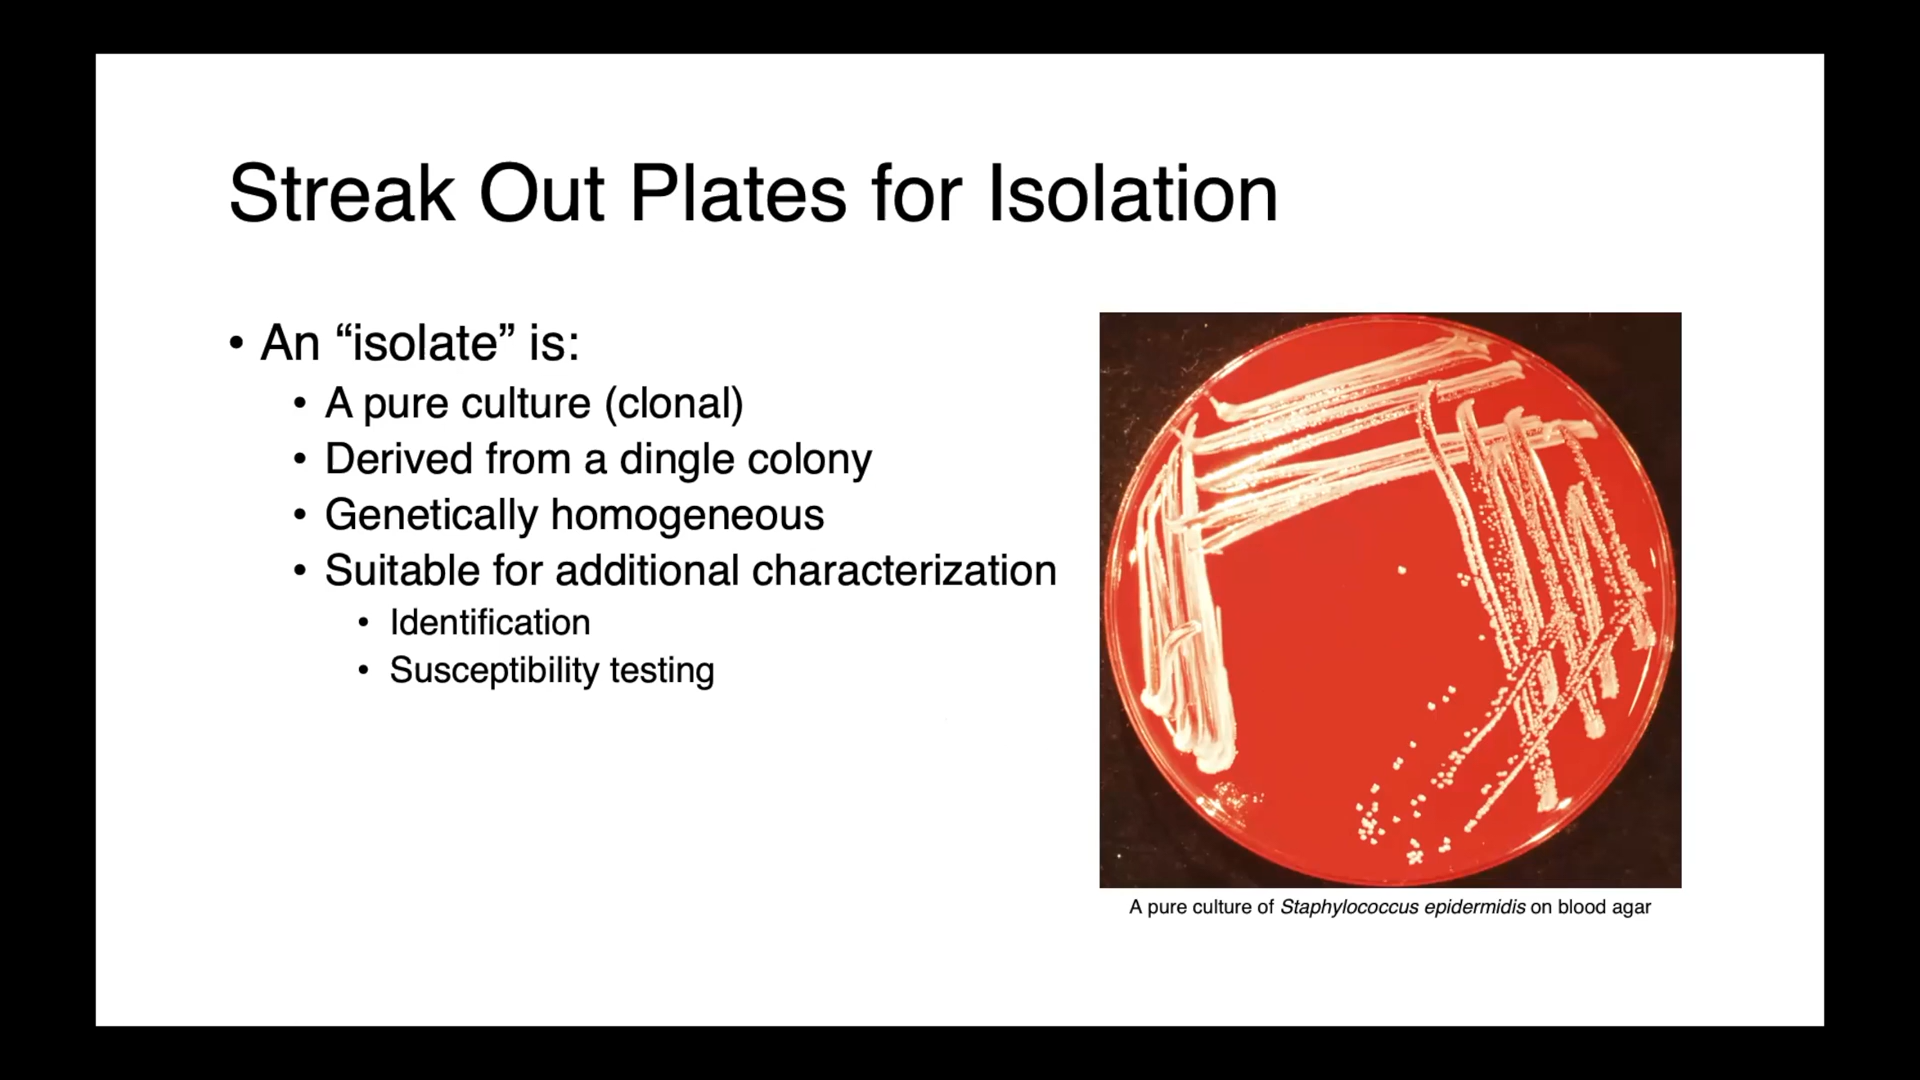 Streak Out Plates for Isolation
• An “isolate” is:
• A pure culture (clonal)
• Derived from a dingle colony
• Genetically homogeneous
• Suitable for additional characterization
• Identification
• Susceptibility testing
A pure culture of Staphylococcus epidermidis on blood agar